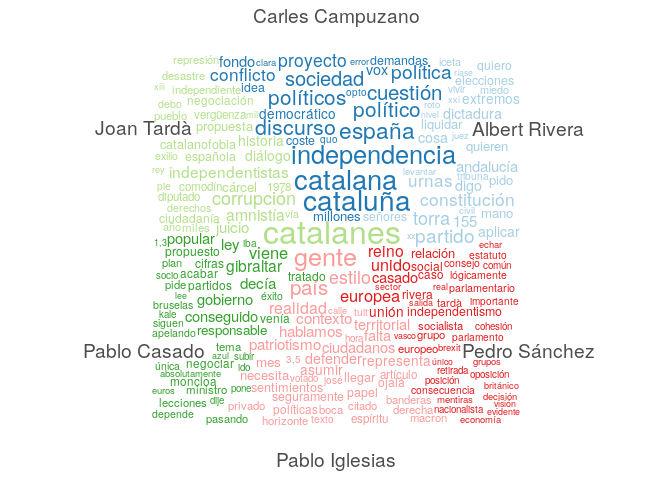 Carles Campuzano
represión fondo clara proyecto error demandas iceta quiero
desastre conflicto sociedad vox política riase elecciones
xiii independiente idea opto cuestión vivir miedo
debo negociación políticos político roto xxi extremos
pueblo vergüenza mil democrático nivel dictadura
Joan Tardà propuesta discurso españa liquidar Albert Rivera
catalanofobia historia coste quo cosa juez quieren
exilio española diálogo independencia andalucía
rey independentistas catalana levantar urnas tribuna pido
pie comodín cárcel 1978 digo
diputado corrupción cataluña constitución
derechos ciudadanía amnistía vía millones señores torra civil mano
año miles juicio catalanes xx partido 155 aplicar
1,3 popular ley iba viene gente reino relación echar
propuesto estatuto
plan cifras gibraltar tratado unido social consejo común
socio acabar estilo casado caso lógicamente
pide partidos decía país sector real parlamentario
lee gobierno éxito europa rivera salida tardà importante
bruselas
kale conseguido venía realidad calle tuit unión independentismo
siguen responsable contexto territorial socialista cohesión
apelando hablamos hora falta vasco grupo parlamento
Pablo Casado tema patriotismo ciudadanos europeo brexit Pedro Sánchez
única azul subir mes 3,5 defender representa único grupos
absolutamente negociar ido asumir retirada oposición
moncloa necesita votado josé llegar artículo posición británico
euros ministro pone sentimientos ojalá consecuencia decisión
lecciones dije seguramente papel banderas mentiras visión
depende privado políticas boca citado derecha nacionalista evidente
pasando horizonte texto espíritu macron economía
Pablo Iglesias